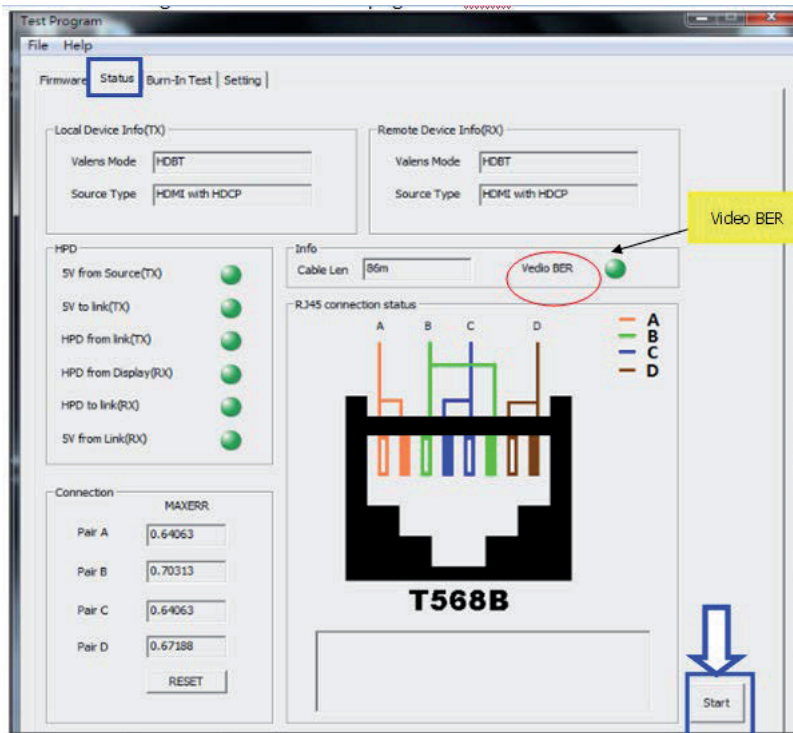 Test Program
File Help
Firmware Status Burn-In Test Setting
Local Device Info(TX)
Valens Mode HDBT
Source Type HDMI with HDCP
Remote Device Info(RX)
Valens Mode HDBT
Source Type HDMI with HDCP
Video BER
HPD
5V from Source(TX)
5V to link(TX)
HPD from link(TX)
HPD from Display(RX)
HPD to link(RX)
5V from Link(RX)
Info
Cable Len 86m Vedio BER
RJ45 connection status
A B C D
A
B
C
D
T568B
Connection
MAXERR
Pair A 0.64063
Pair B 0.70313
Pair C 0.64063
Pair D 0.67188
RESET
Start